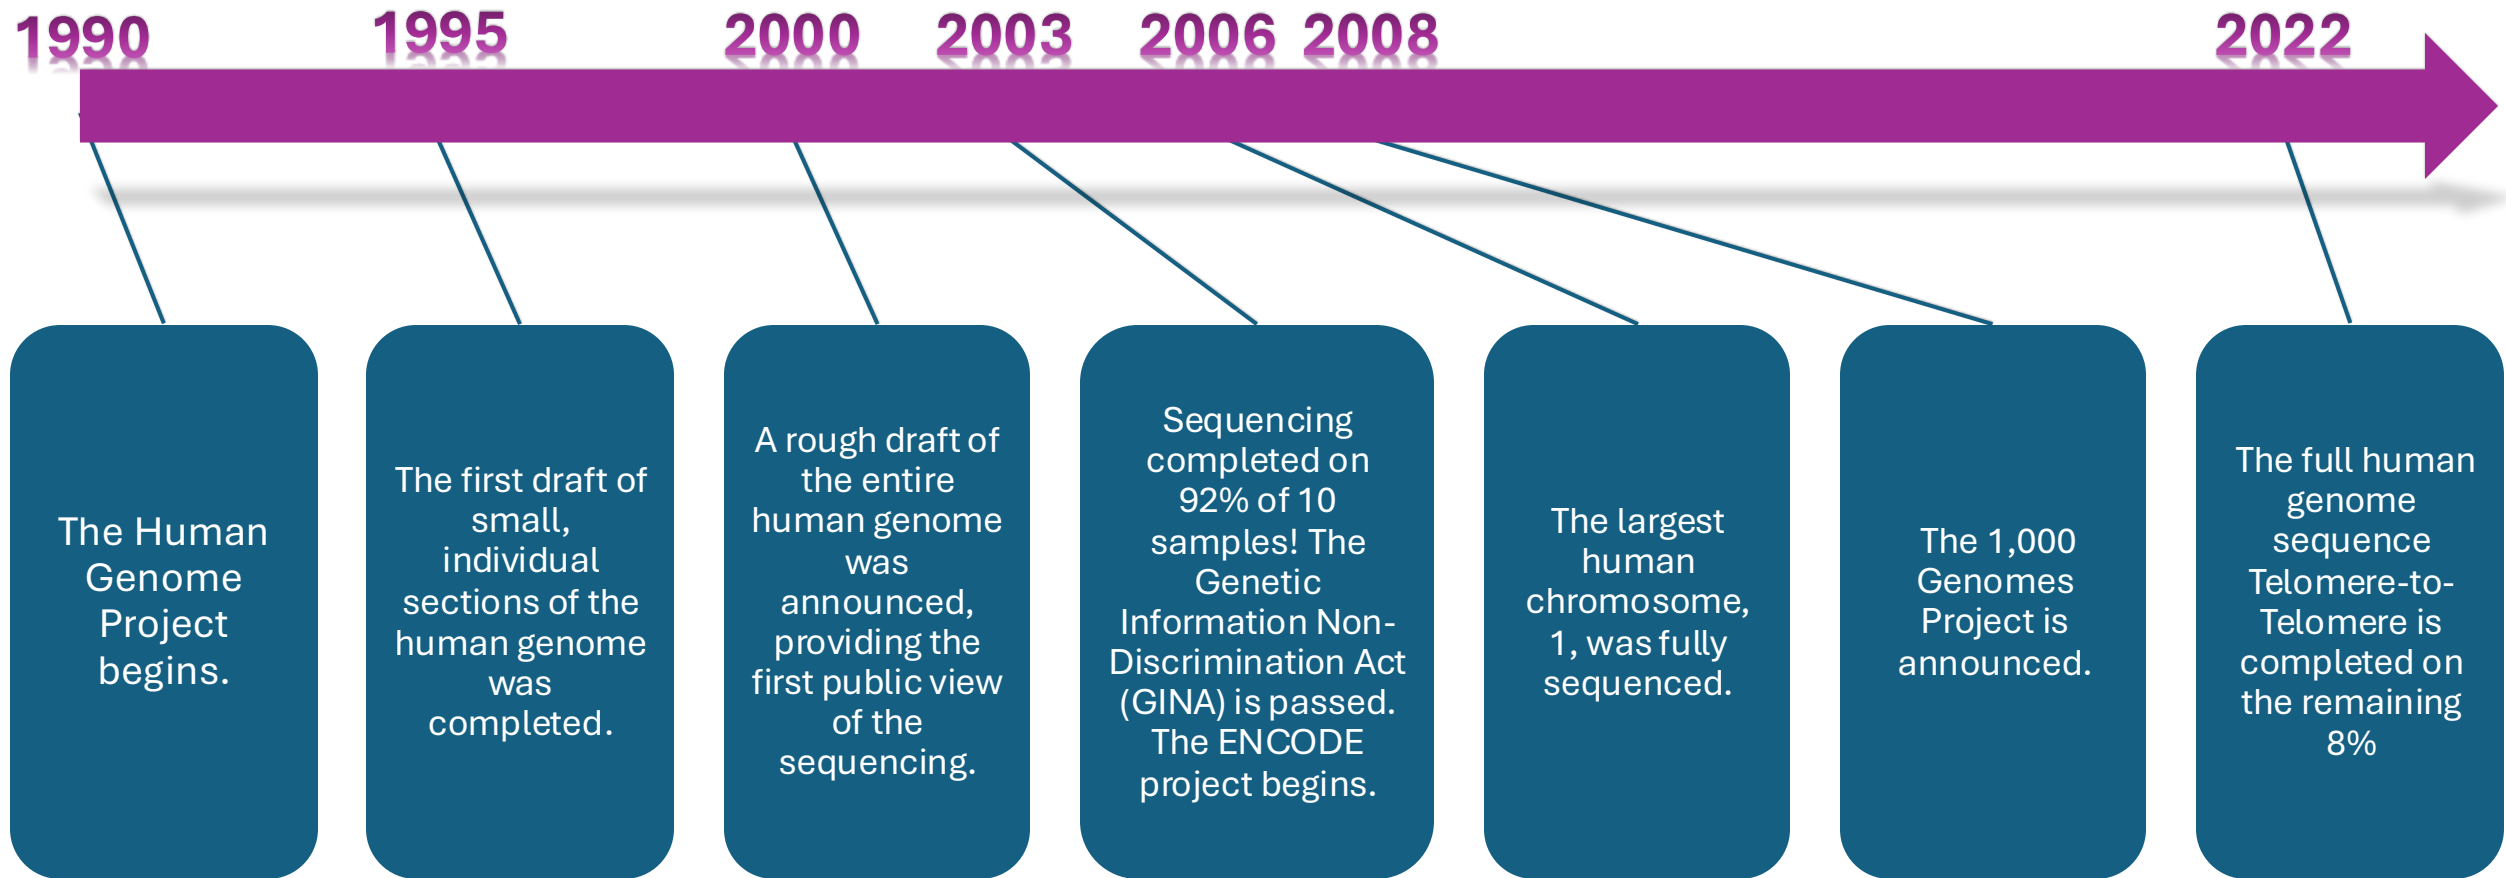 1990
1995
2000
2003
2006
2008
2022
The Human
Genome
Project
begins.
The first draft of
small,
individual
sections of the
human genome
was
completed.
A rough draft of
the entire
human genome
was
announced,
providing the
first public view
of the
sequencing.
Sequencing
completed on
92% of 10
samples! The
Genetic
Information Non-
Discrimination Act
(GINA) is passed.
The ENCODE
project begins.
The largest
human
chromosome,
1, was fully
sequenced.
The 1,000
Genomes
Project is
announced.
The full human
genome
sequence
Telomere-to-
Telomere is
completed on
the remaining
8%